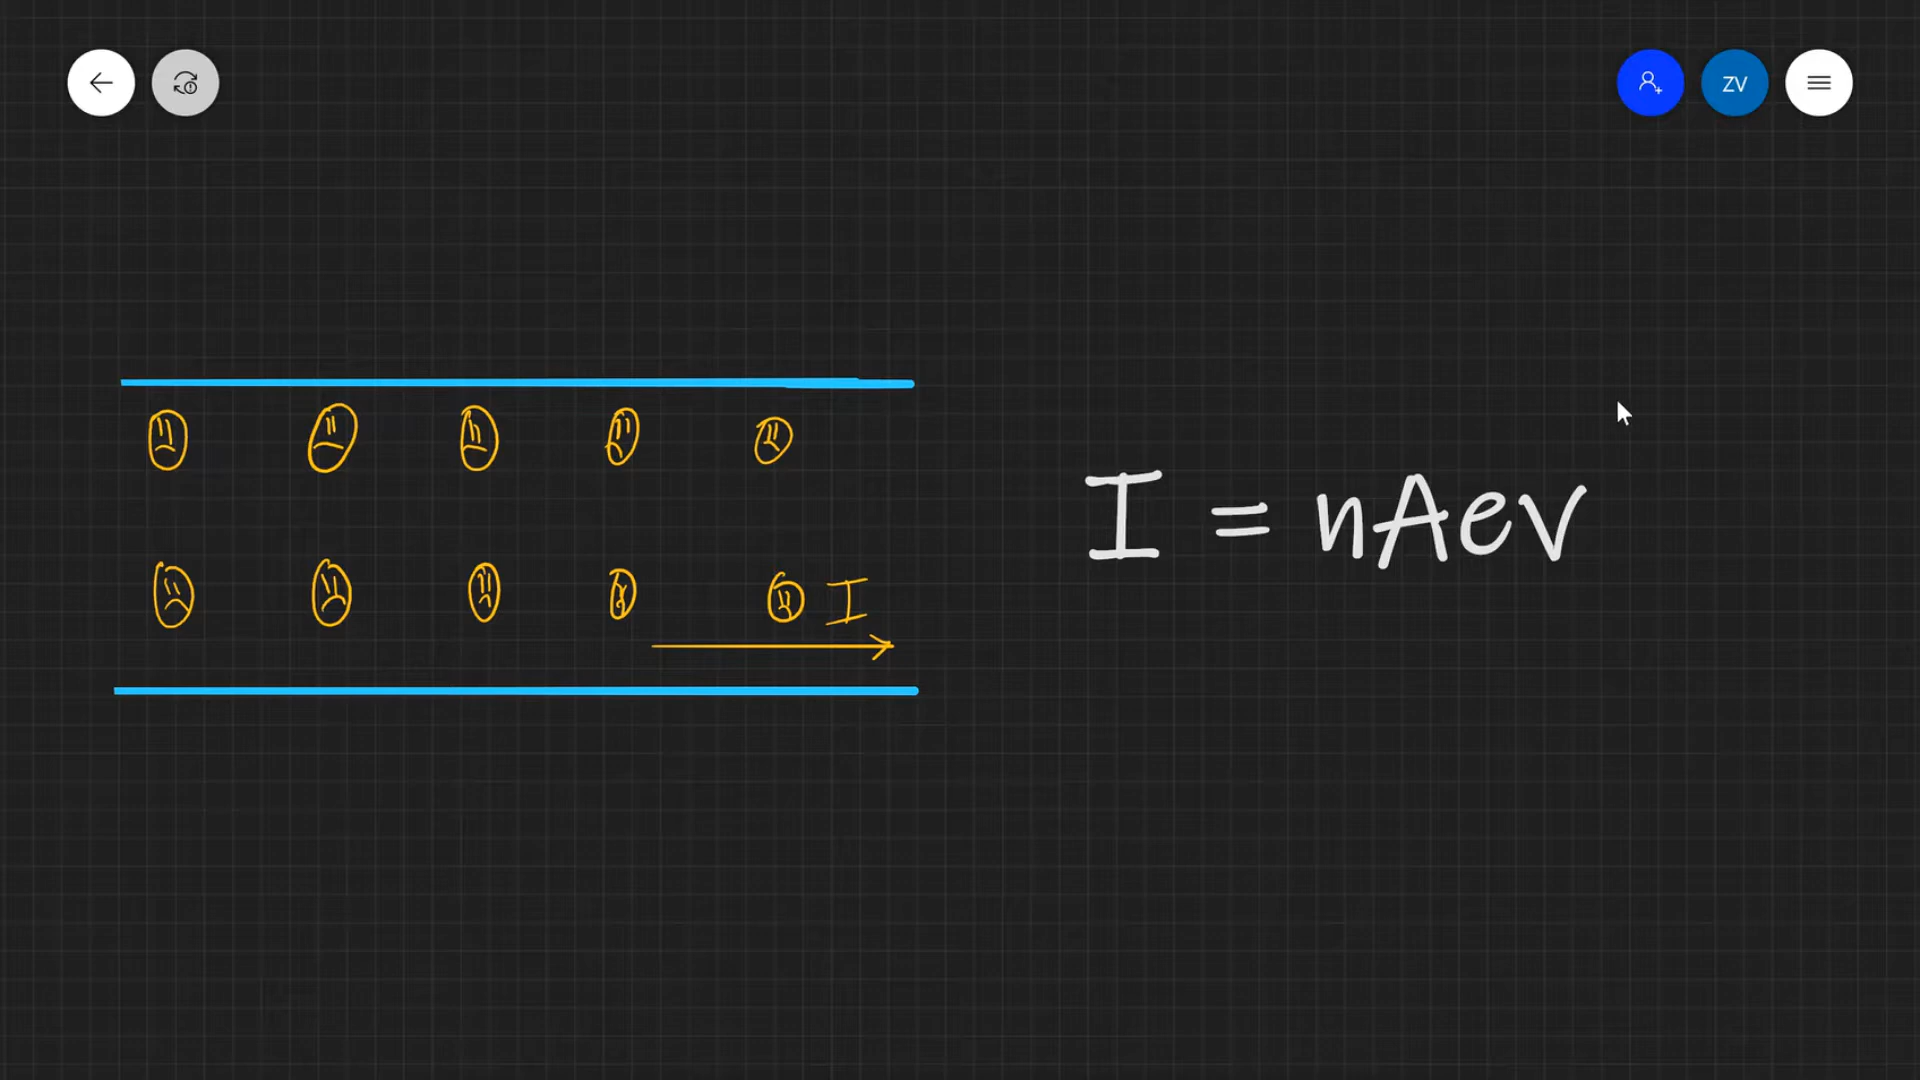 ZV
I = nAev
I